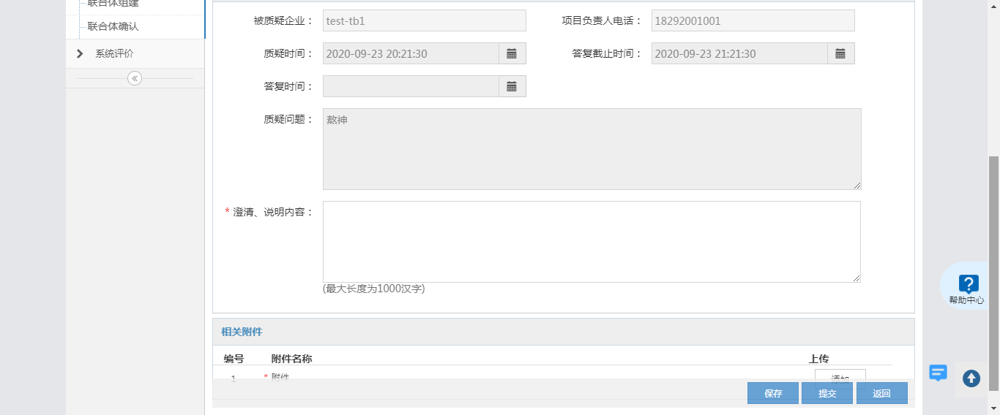 联合体组建
联合体确认
系统评价
被质疑企业： test-tb1 项目负责人电话： 18292001001
质疑时间： 2020-09-23 20:21:30 答复截止时间： 2020-09-23 21:21:30
答复时间：
质疑问题： 熬神
* 澄清、说明内容：
(最大长度为1000汉字)
帮助中心
相关附件
编号 附件名称 上传
1 * 附件 添加
保存 提交 返回